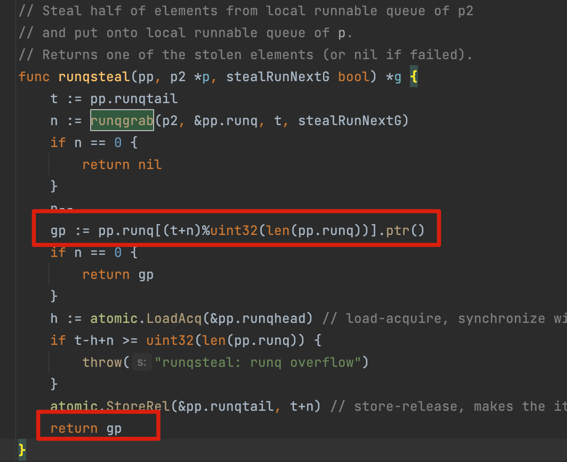 // Steal half of elements from local runnable queue of p2
// and put onto local runnable queue of p.
// Returns one of the stolen elements (or nil if failed).
func runqsteal(pp, p2 *p, stealRunNextG bool) *g {
t := pp.runqtail
n := runqgrab(p2, &pp.runq, t, stealRunNextG)
if n == 0 {
return nil
}
n--
gp := pp.runq[(t+n)%uint32(len(pp.runq))].ptr()
if n == 0 {
return gp
}
h := atomic.LoadAcq(&pp.runqhead) // load-acquire, synchronize wi
if t-h+n >= uint32(len(pp.runq)) {
throw( s: "runqsteal: runq overflow")
}
atomic.StoreRel(&pp.runqtail, t+n) // store-release, makes the it
return gp
}